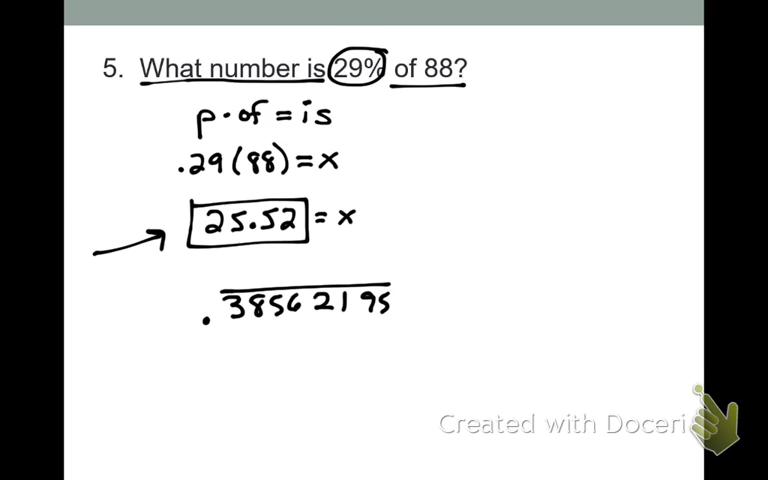 5. What number is 29% of 88?
p · of = is
.29 (88) = x
25.52 = x
.38562195
Created with Doceri